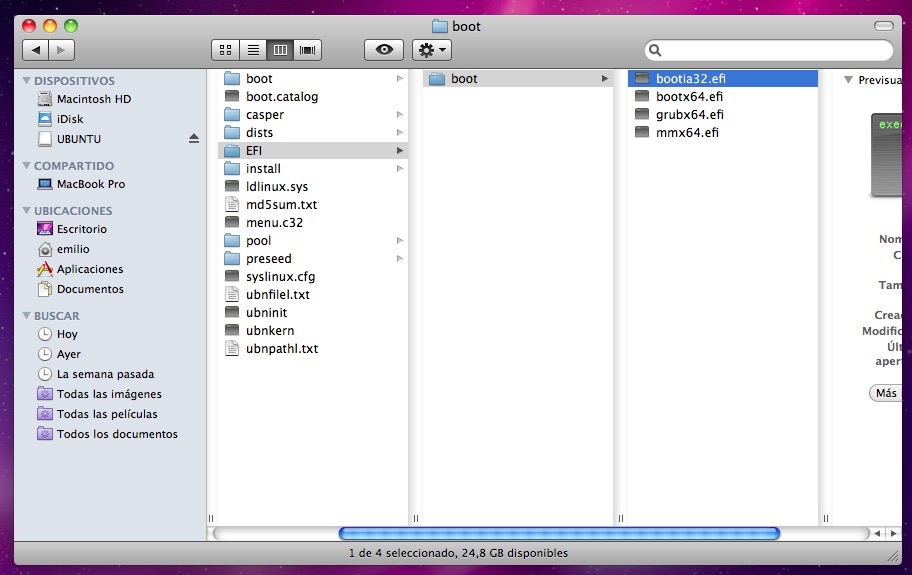 boot
DISPOSITIVOS
Macintosh HD
iDisk
UBUNTU
COMPARTIDO
MacBook Pro
UBICACIONES
Escritorio
emilio
Aplicaciones
Documentos
BUSCAR
Hoy
Ayer
La semana pasada
Todas las imágenes
Todas las películas
Todos los documentos
boot
boot.catalog
casper
dists
EFI
install
ldlinux.sys
md5sum.txt
menu.c32
pool
preseed
syslinux.cfg
ubnfilel.txt
ubninit
ubnkern
ubnpathl.txt
boot
bootia32.efi
bootx64.efi
grubx64.efi
mmx64.efi
Previsua
exec
Nom
C
Tam
Creac
Modific
Últ
aper
Más i
1 de 4 seleccionado, 24,8 GB disponibles